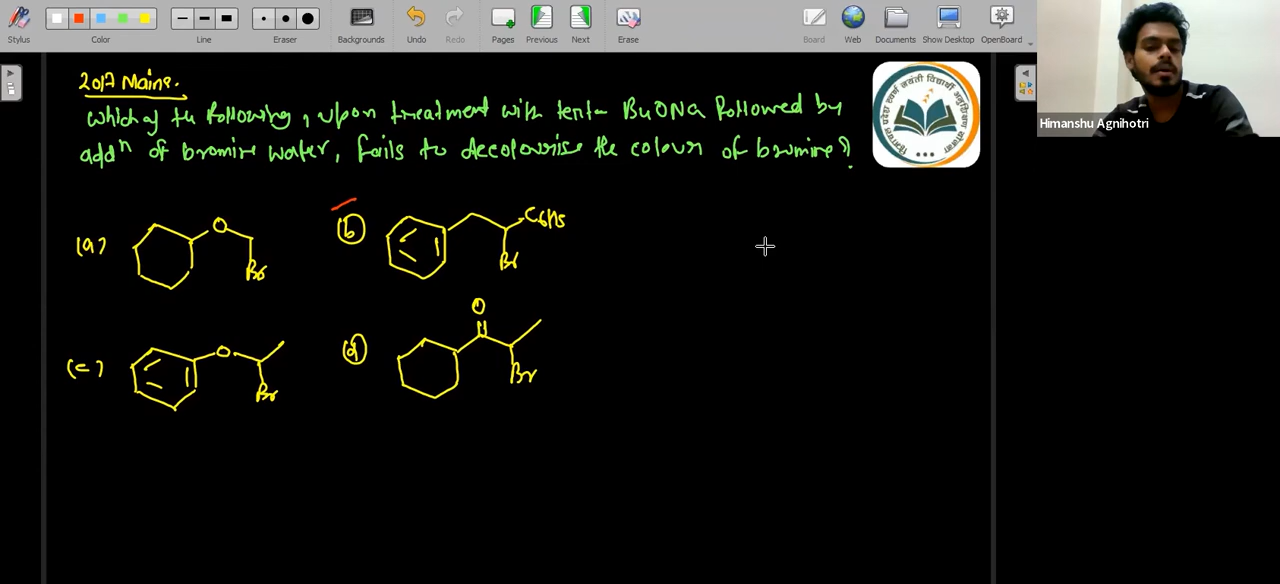 Stylus
Color
Line
Eraser
Backgrounds
Undo
Redo
Pages
Previous
Next
Erase
Board
Web
Documents
Show Desktop
OpenBoard
Himanshu Agnihotri
2017 Mains.
which of the following, upon treatment with tert- BuONa followed by
addn of bromine water, fails to decolourise the colour of bromine?
(a) O Br
(b) C6H5 Br
(c) O Br
(d) O Br